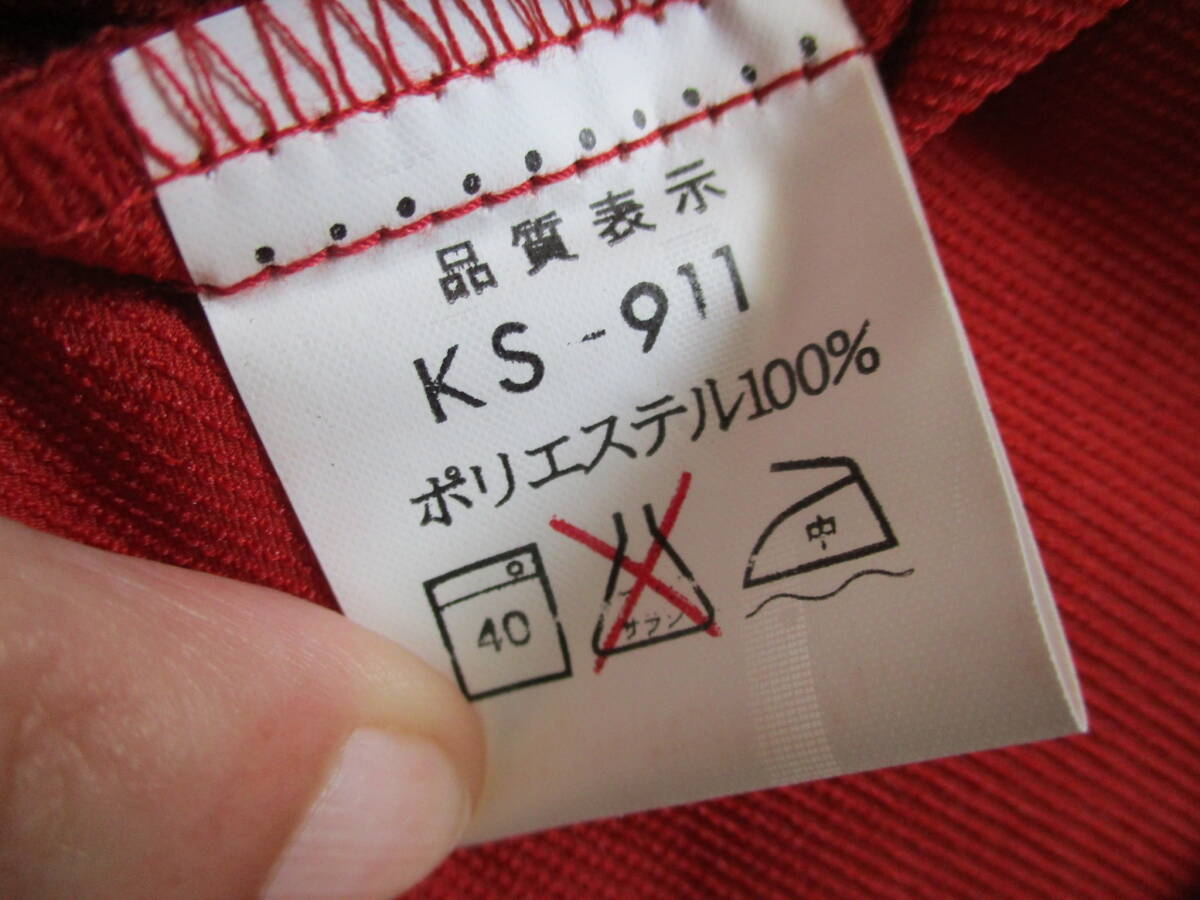 品質表示
KS-911
ポリエステル100%
40
サラシ
中